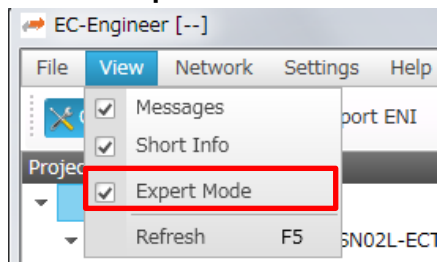 EC-Engineer [--]
File View Network Settings Help
Messages
port ENI
Short Info
Projec
Expert Mode
Refresh F5
SN02L-ECT